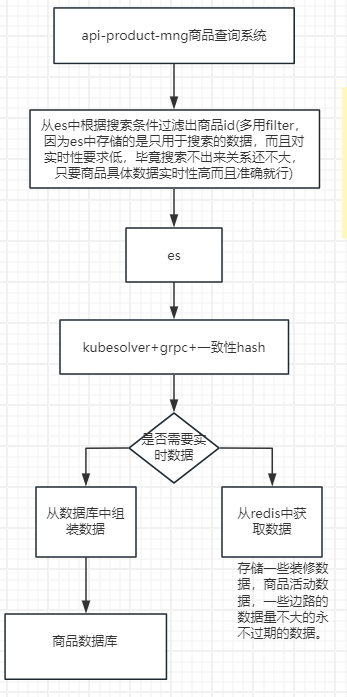 api-product-mng商品查询系统
从es中根据搜索条件过滤出商品id(多用filter，
因为es中存储的是只用于搜索的数据，而且对
实时性要求低，毕竟搜索不出来关系还不大，
只要商品具体数据实时性高而且准确就行)
es
kubesolver+grpc+一致性hash
是否需要实
时数据
从数据库中组
装数据
从redis中获
取数据
存储一些装修数
据，商品活动数
据，一些边路的
数据量不大的永
不过期的数据。
商品数据库